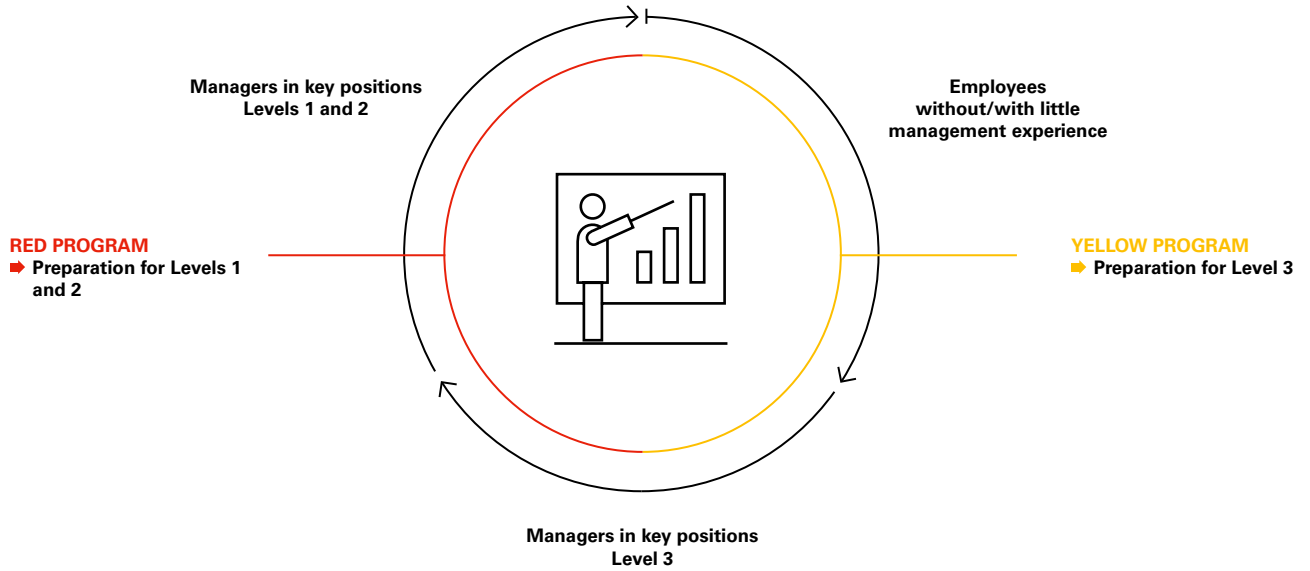 Managers in key positions
Levels 1 and 2
Employees
without/with little
management experience
RED PROGRAM
Preparation for Levels 1
and 2
YELLOW PROGRAM
Preparation for Level 3
Managers in key positions
Level 3